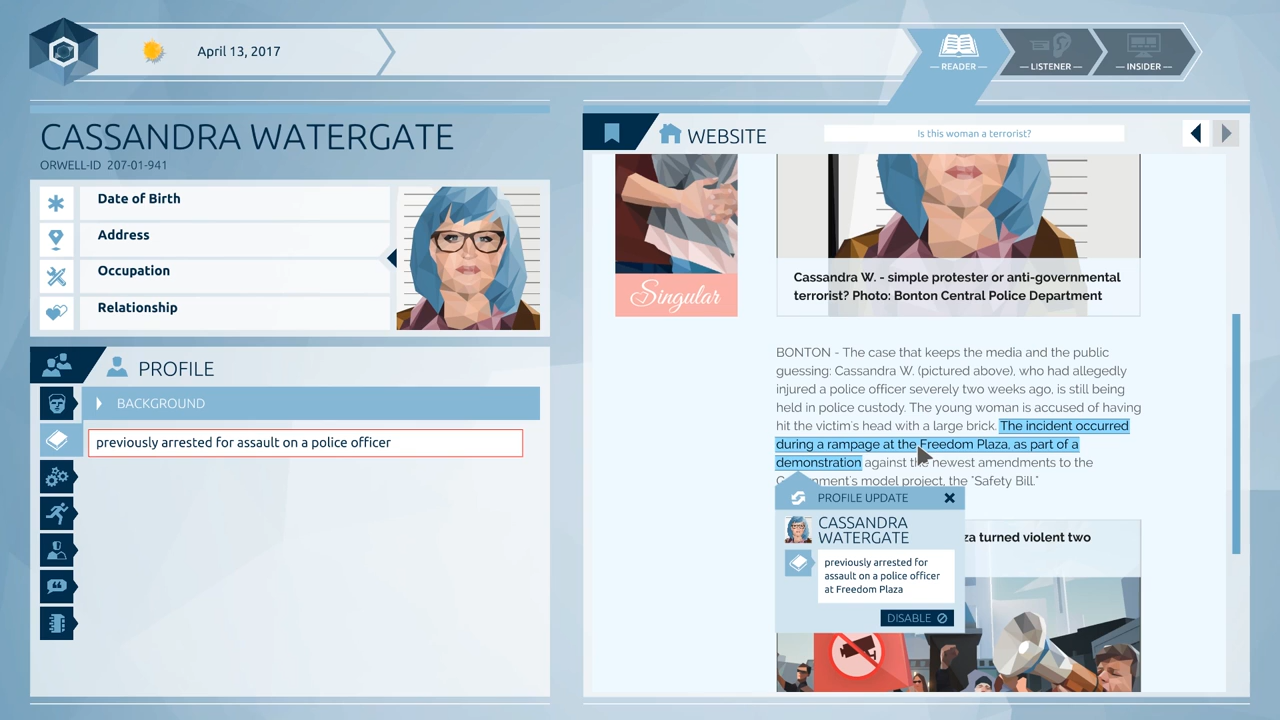 April 13, 2017
— READER —
— LISTENER —
— INSIDER —
CASSANDRA WATERGATE
ORWELL-ID 207-01-941
Date of Birth
Address
Occupation
Relationship
PROFILE
BACKGROUND
previously arrested for assault on a police officer
WEBSITE
Is this woman a terrorist?
Singular
Cassandra W. - simple protester or anti-governmental
terrorist? Photo: Bonton Central Police Department
BONTON - The case that keeps the media and the public
guessing: Cassandra W. (pictured above), who had allegedly
injured a police officer severely two weeks ago, is still being
held in police custody. The young woman is accused of having
hit the victim's head with a large brick. The incident occurred
during a rampage at the Freedom Plaza, as part of a
demonstration against the newest amendments to the
Government's model project, the "Safety Bill."
PROFILE UPDATE
CASSANDRA
WATERGATE
previously arrested for
assault on a police officer
at Freedom Plaza
DISABLE
turned violent two